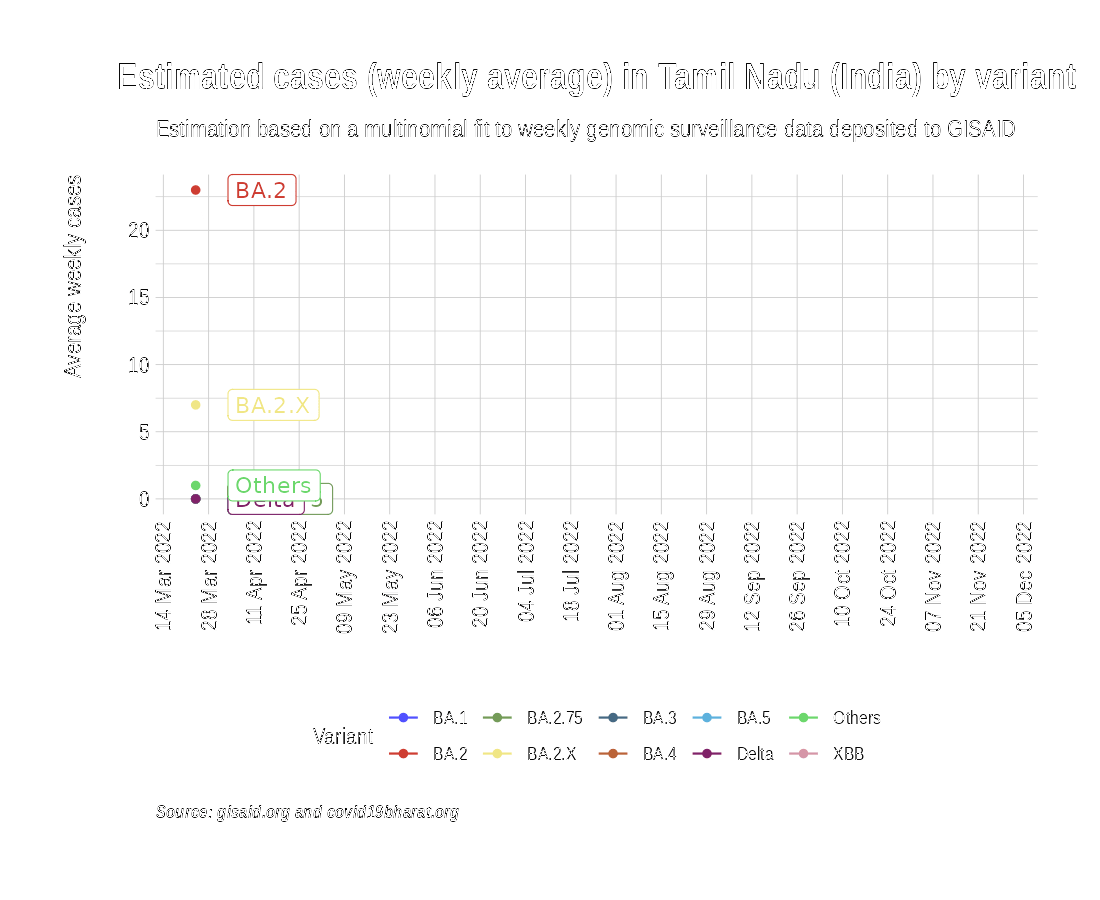 Estimated cases (weekly average) in Tamil Nadu (India) by variant
Estimation based on a multinomial fit to weekly genomic surveillance data deposited to GISAID
Average weekly cases
20
15
10
5
0
BA.2
BA.2.X
Others
Delta
14 Mar 2022
28 Mar 2022
11 Apr 2022
25 Apr 2022
09 May 2022
23 May 2022
06 Jun 2022
20 Jun 2022
04 Jul 2022
18 Jul 2022
01 Aug 2022
15 Aug 2022
29 Aug 2022
12 Sep 2022
26 Sep 2022
10 Oct 2022
24 Oct 2022
07 Nov 2022
21 Nov 2022
05 Dec 2022
Variant
BA.1 BA.2.75 BA.3 BA.5 Others
BA.2 BA.2.X BA.4 Delta XBB
Source: gisaid.org and covid19bharat.org